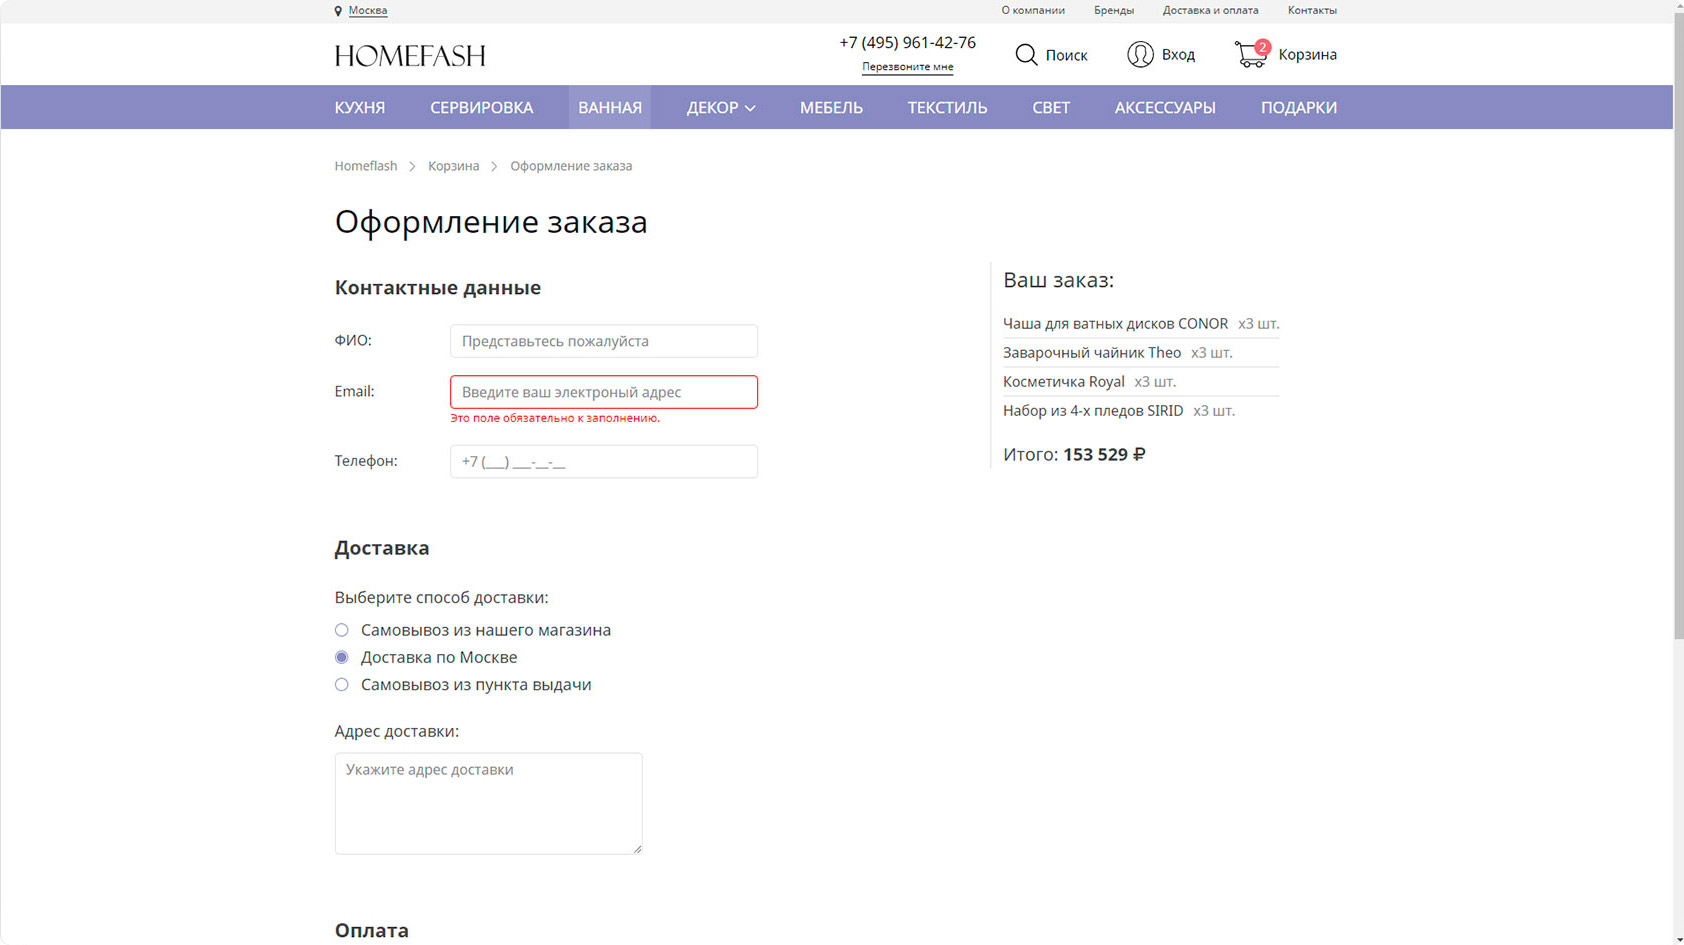 Москва О компании Бренды Доставка и оплата Контакты
HOMEFASH +7 (495) 961-42-76 Перезвоните мне Поиск Вход 2 Корзина
КУХНЯ СЕРВИРОВКА ВАННАЯ ДЕКОР МЕБЕЛЬ ТЕКСТИЛЬ СВЕТ АКСЕССУАРЫ ПОДАРКИ
Homeflash Корзина Оформление заказа
Оформление заказа
Контактные данные
ФИО: Представьтесь пожалуйста
Email: Введите ваш электроный адрес
Это поле обязательно к заполнению.
Телефон: +7 (___) ___-__-__
Ваш заказ:
Чаша для ватных дисков CONOR x3 шт.
Заварочный чайник Theo x3 шт.
Косметичка Royal x3 шт.
Набор из 4-х пледов SIRID x3 шт.
Итого: 153 529 ₽
Доставка
Выберите способ доставки:
Самовывоз из нашего магазина
Доставка по Москве
Самовывоз из пункта выдачи
Адрес доставки:
Укажите адрес доставки
Оплата